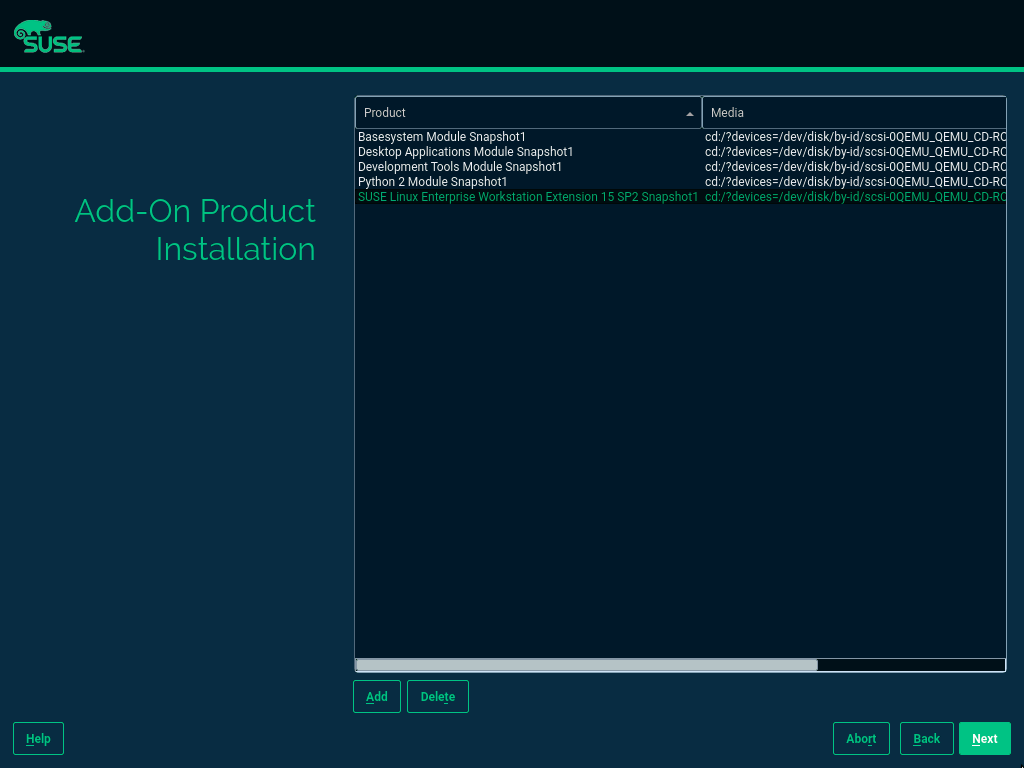 SUSE
Product Media
Basesystem Module Snapshot1 cd:/?devices=/dev/disk/by-id/scsi-0QEMU_QEMU_CD-RO
Desktop Applications Module Snapshot1 cd:/?devices=/dev/disk/by-id/scsi-0QEMU_QEMU_CD-RO
Development Tools Module Snapshot1 cd:/?devices=/dev/disk/by-id/scsi-0QEMU_QEMU_CD-RO
Python 2 Module Snapshot1 cd:/?devices=/dev/disk/by-id/scsi-0QEMU_QEMU_CD-RO
SUSE Linux Enterprise Workstation Extension 15 SP2 Snapshot1 cd:/?devices=/dev/disk/by-id/scsi-0QEMU_QEMU_CD-RO
Add-On Product
Installation
Add Delete
Help Abort Back Next